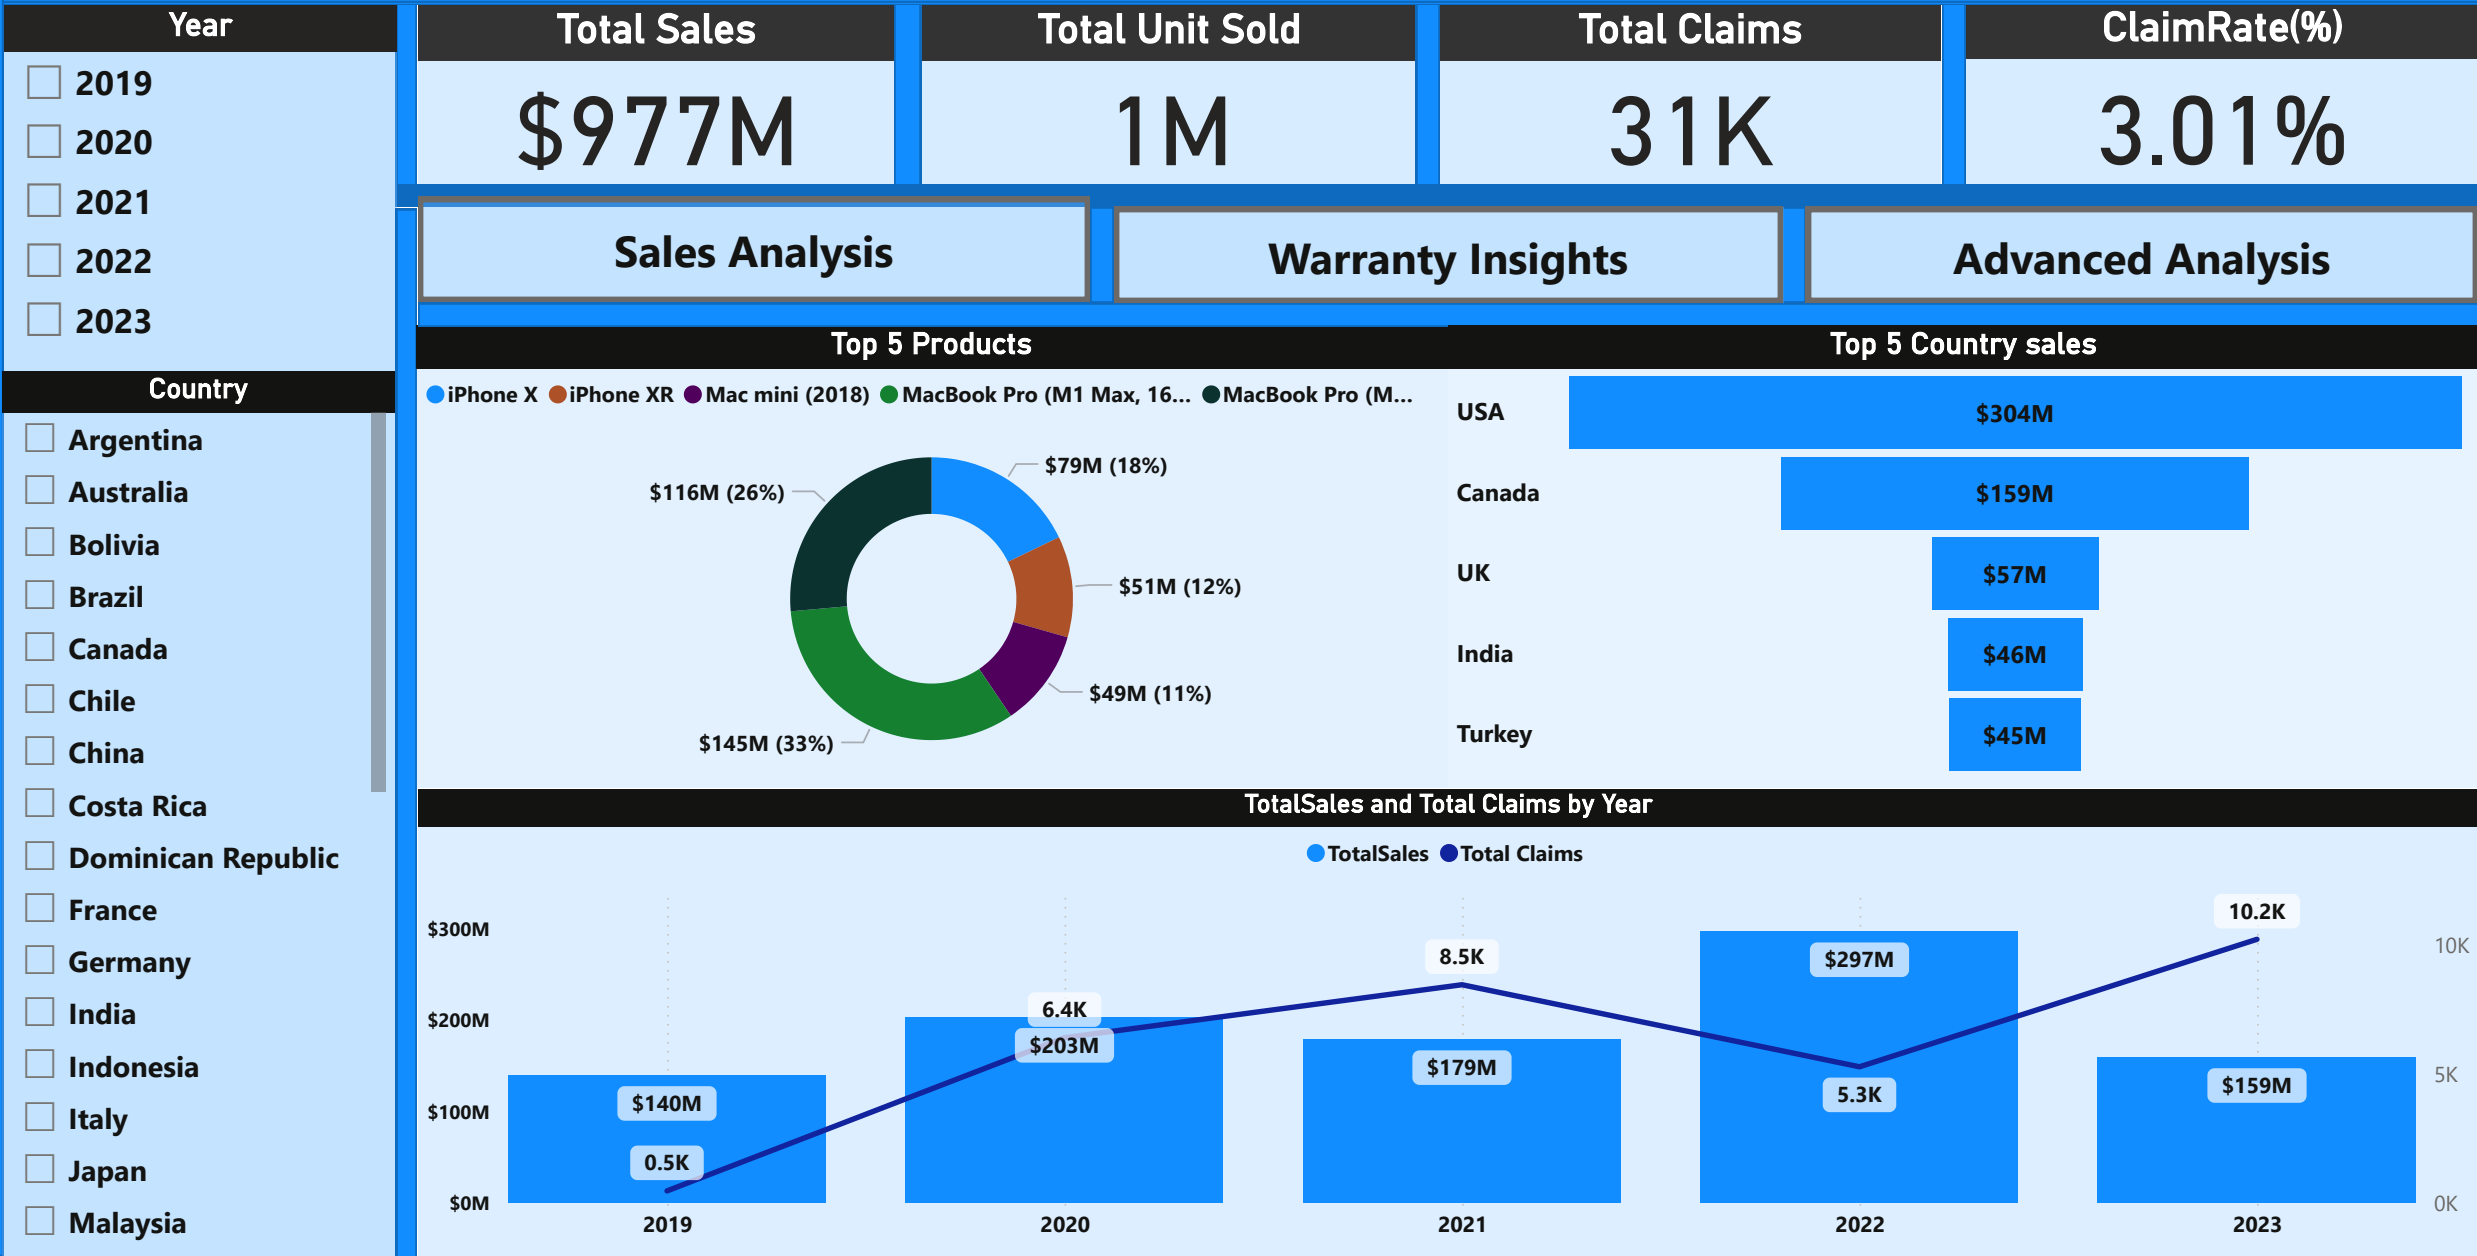 Year
2019
2020
2021
2022
2023
Country
Argentina
Australia
Bolivia
Brazil
Canada
Chile
China
Costa Rica
Dominican Republic
France
Germany
India
Indonesia
Italy
Japan
Malaysia
Total Sales
$977M
Total Unit Sold
1M
Total Claims
31K
ClaimRate(%)
3.01%
Sales Analysis
Warranty Insights
Advanced Analysis
Top 5 Products
iPhone X iPhone XR Mac mini (2018) MacBook Pro (M1 Max, 16... MacBook Pro (M...
$79M (18%)
$116M (26%)
$51M (12%)
$49M (11%)
$145M (33%)
Top 5 Country sales
USA $304M
Canada $159M
UK $57M
India $46M
Turkey $45M
TotalSales and Total Claims by Year
TotalSales Total Claims
$300M
$200M
$100M
$0M
10K
5K
0K
$140M
0.5K
6.4K
$203M
8.5K
$179M
$297M
5.3K
10.2K
$159M
2019 2020 2021 2022 2023